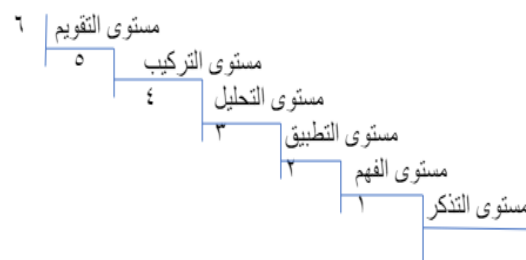 ٦ مستوى التقويم
٥ مستوى التركيب
٤ مستوى التحليل
٣ مستوى التطبيق
٢ مستوى الفهم
١ مستوى التذكر